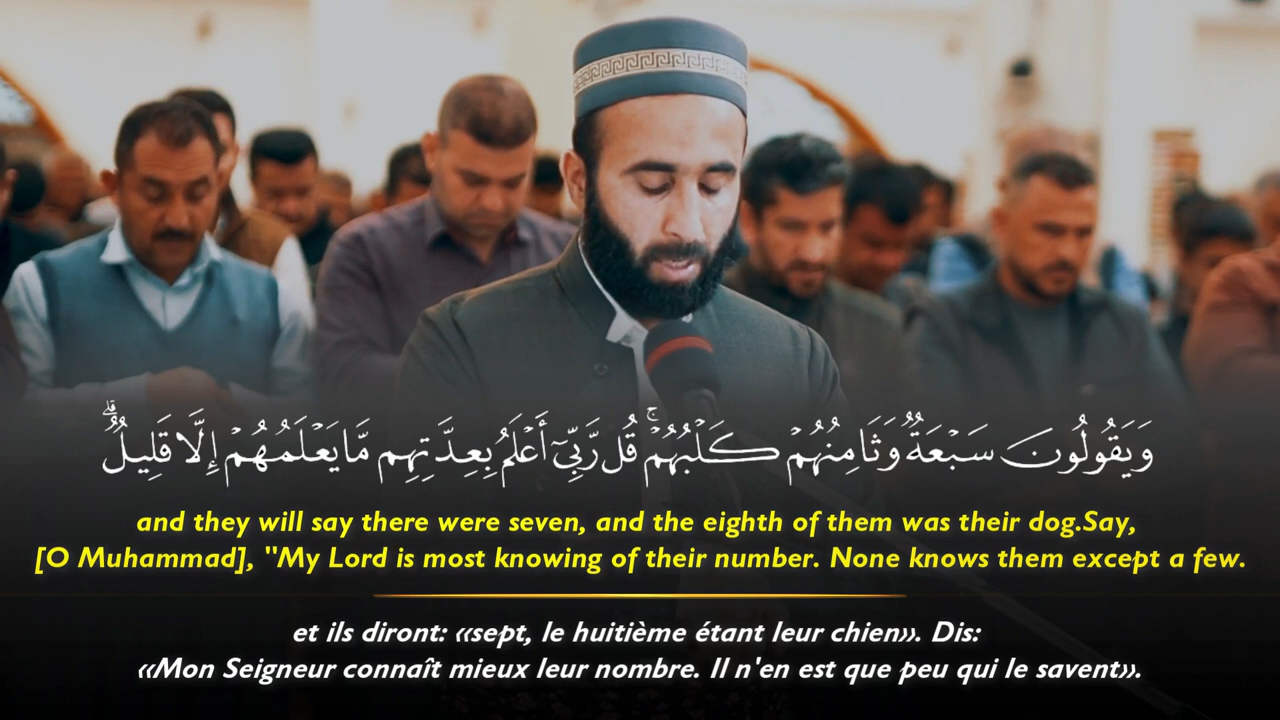 وَيَقُولُونَ سَبْعَةٌ وَثَامِنُهُمْ كَلْبُهُمْ ۚ قُل رَّبِّىٓ أَعْلَمُ بِعِدَّتِهِم مَّا يَعْلَمُهُمْ إِلَّا قَلِيلٌ ۗ
and they will say there were seven, and the eighth of them was their dog.Say,
[O Muhammad], "My Lord is most knowing of their number. None knows them except a few.
et ils diront: «sept, le huitième étant leur chien». Dis:
«Mon Seigneur connaît mieux leur nombre. Il n'en est que peu qui le savent».